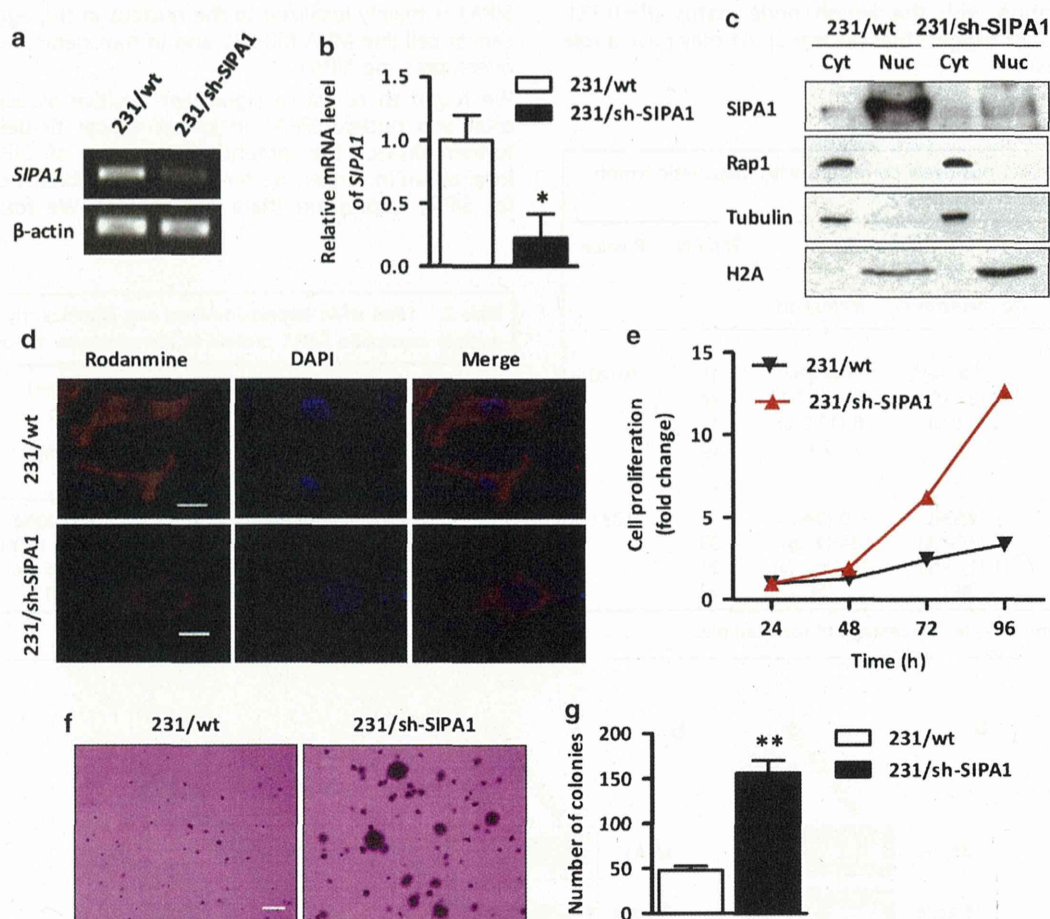 a
231/wt
231/sh-SIPA1
SIPA1
β-actin
b
Relative mRNA level
of SIPA1
1.5
1.0
0.5
0.0
*
231/wt
231/sh-SIPA1
c
231/wt 231/sh-SIPA1
Cyt Nuc Cyt Nuc
SIPA1
Rap1
Tubulin
H2A
d
Rodanmine DAPI Merge
231/wt
231/sh-SIPA1
e
Cell proliferation
(fold change)
15
10
5
0
231/wt
231/sh-SIPA1
24 48 72 96
Time (h)
f
231/wt 231/sh-SIPA1
g
Number of colonies
200
150
100
50
0
**
231/wt
231/sh-SIPA1